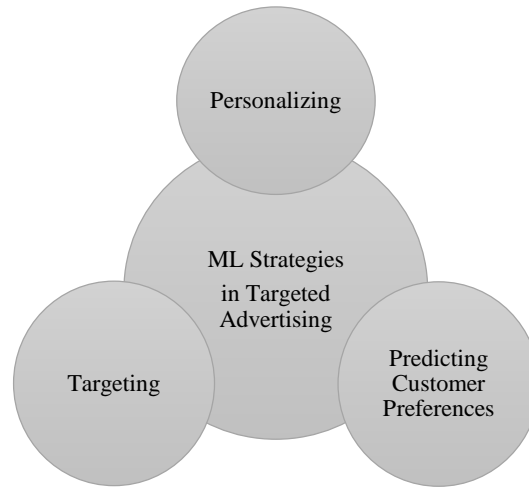 Personalizing
ML Strategies
in Targeted
Advertising
Targeting
Predicting
Customer
Preferences